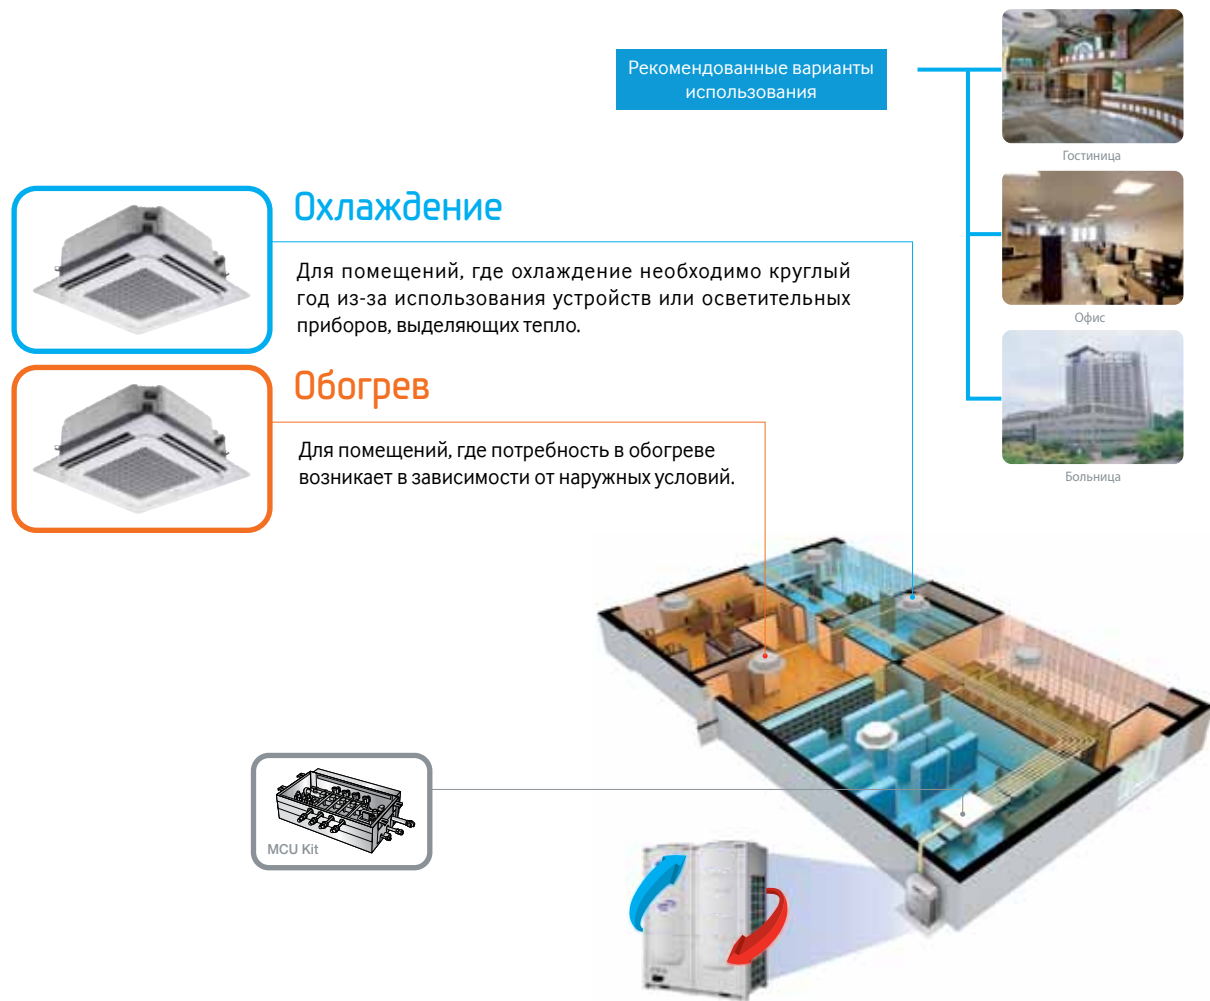 Рекомендованные варианты
использования
Гостиница
Офис
Больница
Охлаждение
Для помещений, где охлаждение необходимо круглый
год из-за использования устройств или осветительных
приборов, выделяющих тепло.
Обогрев
Для помещений, где потребность в обогреве
возникает в зависимости от наружных условий.
MCU Kit